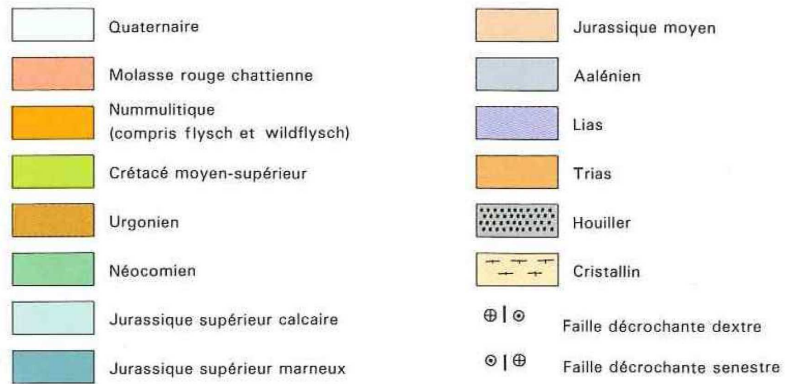 Quaternaire
Molasse rouge chattienne
Nummulitique
(compris flysch et wildflysch)
Crétacé moyen-supérieur
Urgonien
Néocomien
Jurassique supérieur calcaire
Jurassique supérieur marneux
Jurassique moyen
Aalénien
Lias
Trias
Houiller
Cristallin
Faille décrochante dextre
Faille décrochante senestre